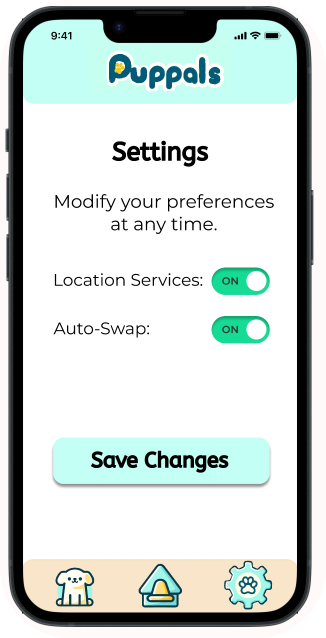 9:41
Puppals
Settings
Modify your preferences
at any time.
Location Services: ON
Auto-Swap: ON
Save Changes